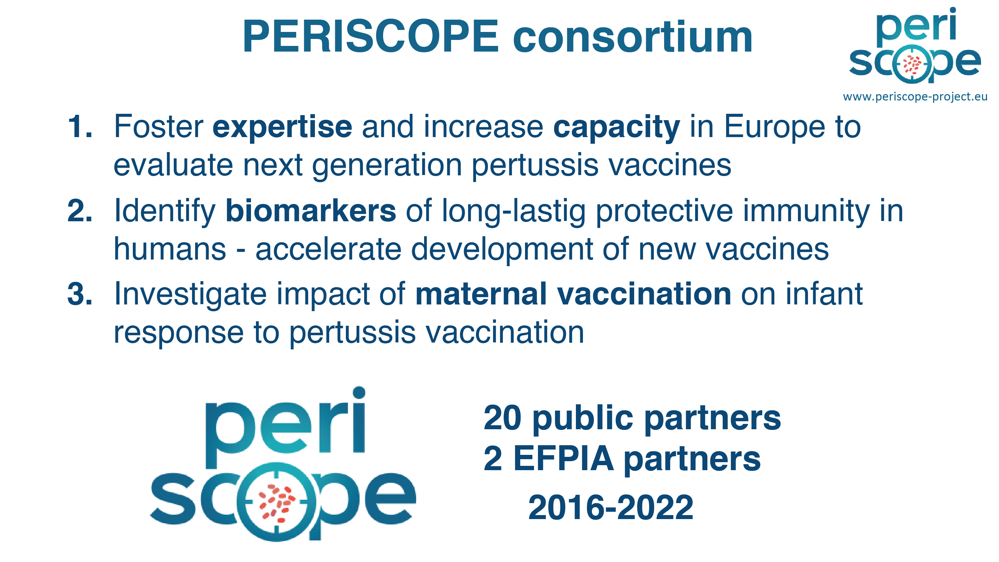 PERISCOPE consortium
peri
scope
www.periscope-project.eu
1. Foster expertise and increase capacity in Europe to
evaluate next generation pertussis vaccines
2. Identify biomarkers of long-lastig protective immunity in
humans - accelerate development of new vaccines
3. Investigate impact of maternal vaccination on infant
response to pertussis vaccination
peri
scope
20 public partners
2 EFPIA partners
2016-2022